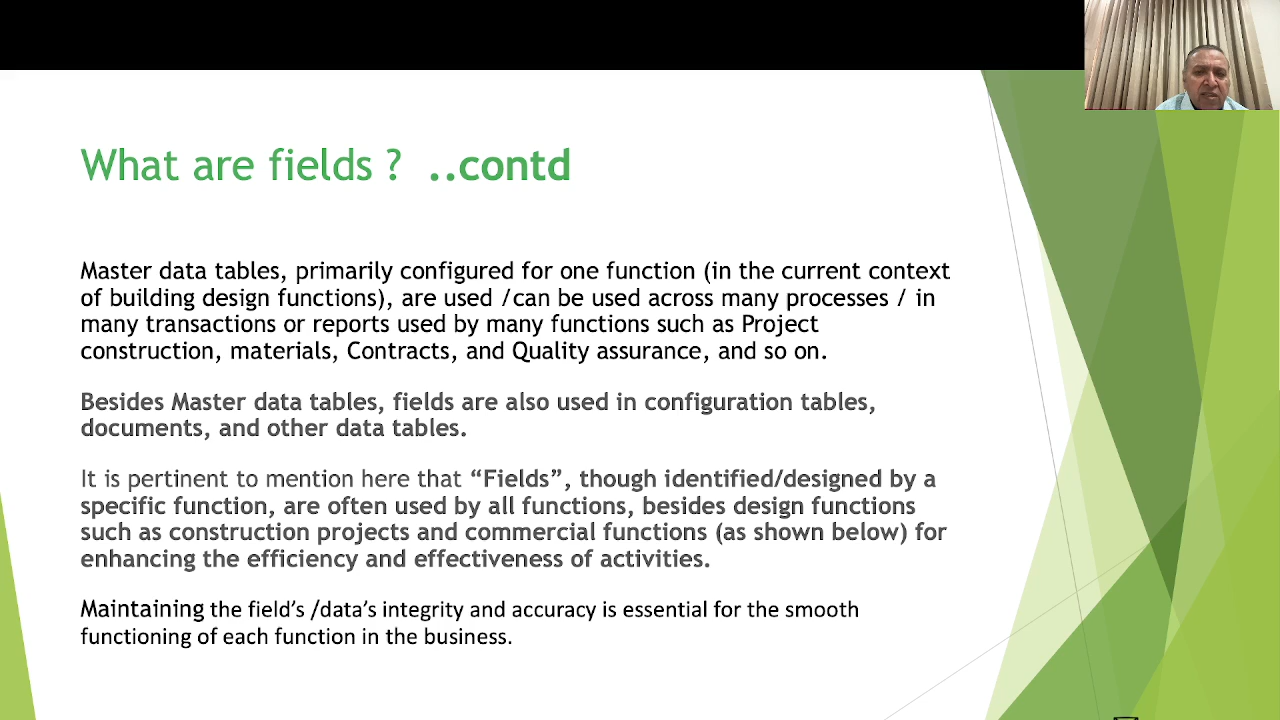 What are fields ? ..contd
Master data tables, primarily configured for one function (in the current context
of building design functions), are used /can be used across many processes / in
many transactions or reports used by many functions such as Project
construction, materials, Contracts, and Quality assurance, and so on.
Besides Master data tables, fields are also used in configuration tables,
documents, and other data tables.
It is pertinent to mention here that “Fields”, though identified/designed by a
specific function, are often used by all functions, besides design functions
such as construction projects and commercial functions (as shown below) for
enhancing the efficiency and effectiveness of activities.
Maintaining the field’s /data’s integrity and accuracy is essential for the smooth
functioning of each function in the business.